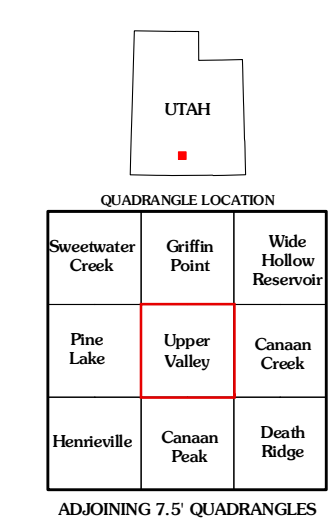 UTAH
QUADRANGLE LOCATION
Sweetwater
Creek
Griffin
Point
Wide
Hollow
Reservoir
Pine
Lake
Upper
Valley
Canaan
Creek
Henrieville
Canaan
Peak
Death
Ridge
ADJOINING 7.5' QUADRANGLES